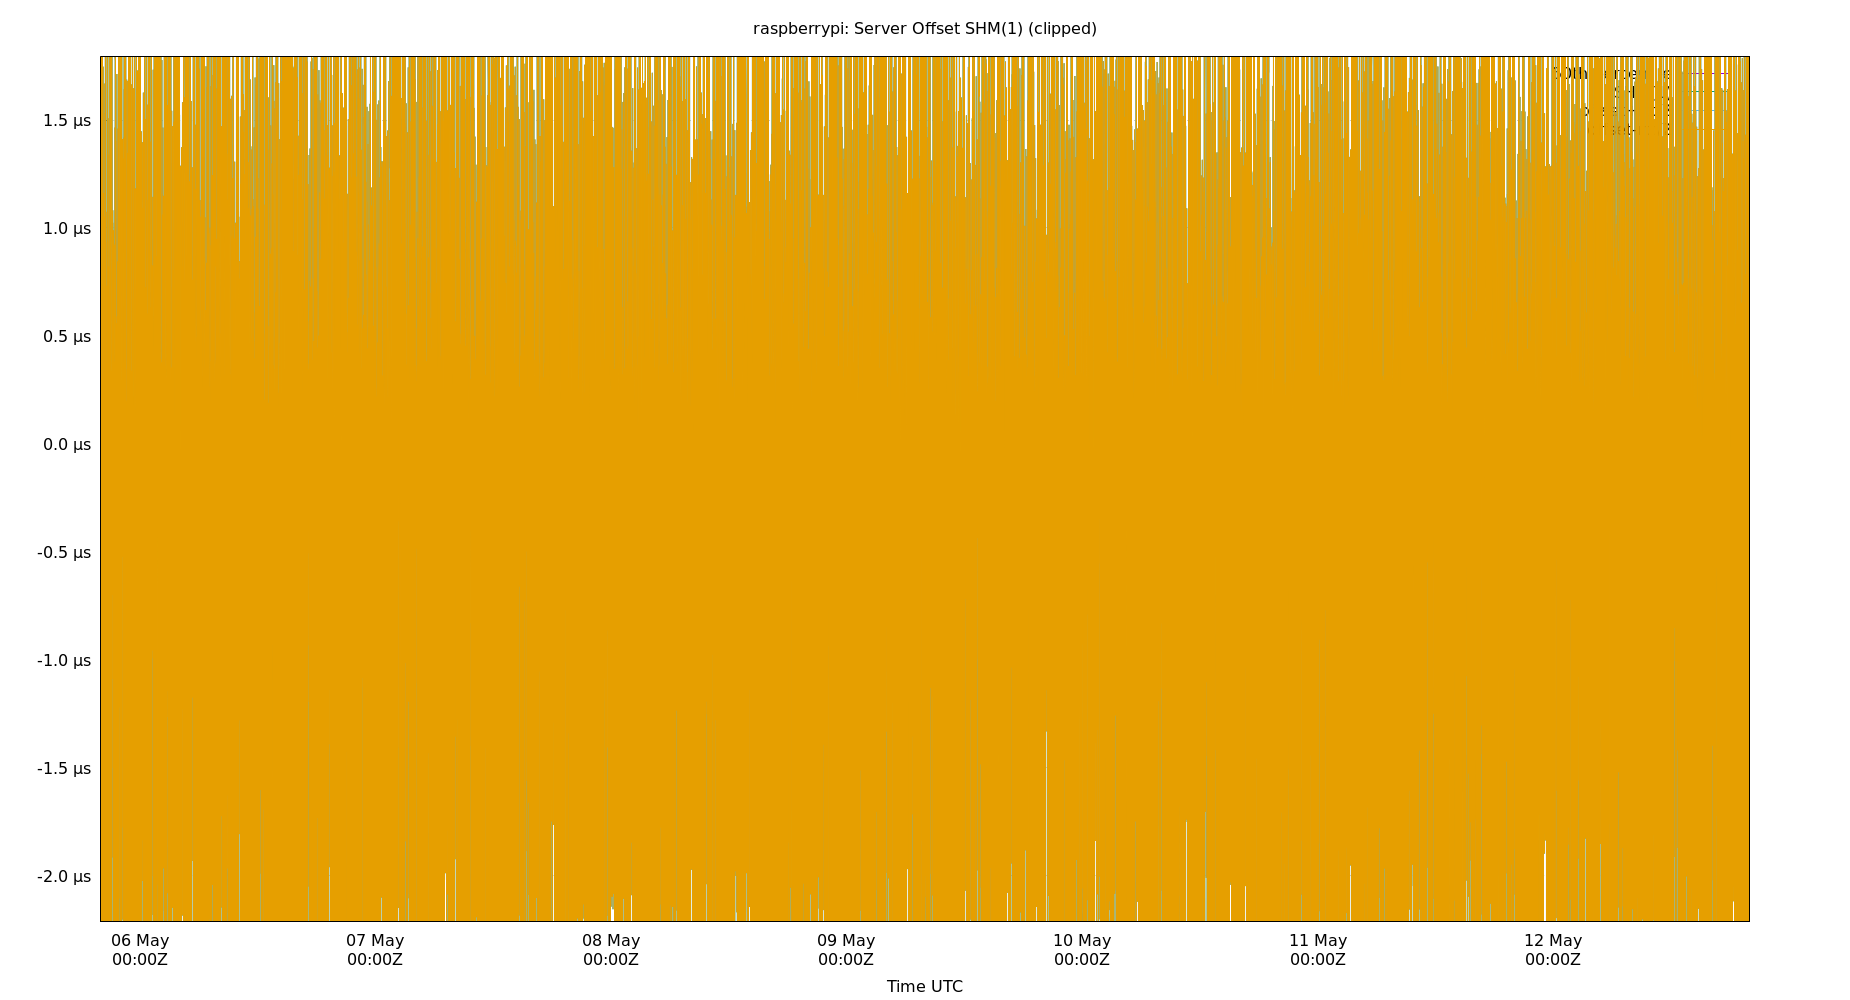 raspberrypi: Server Offset SHM(1) (clipped)
1.5 µs
1.0 µs
0.5 µs
0.0 µs
-0.5 µs
-1.0 µs
-1.5 µs
-2.0 µs
06 May 07 May 08 May 09 May 10 May 11 May 12 May
00:00Z 00:00Z 00:00Z 00:00Z 00:00Z 00:00Z 00:00Z
Time UTC